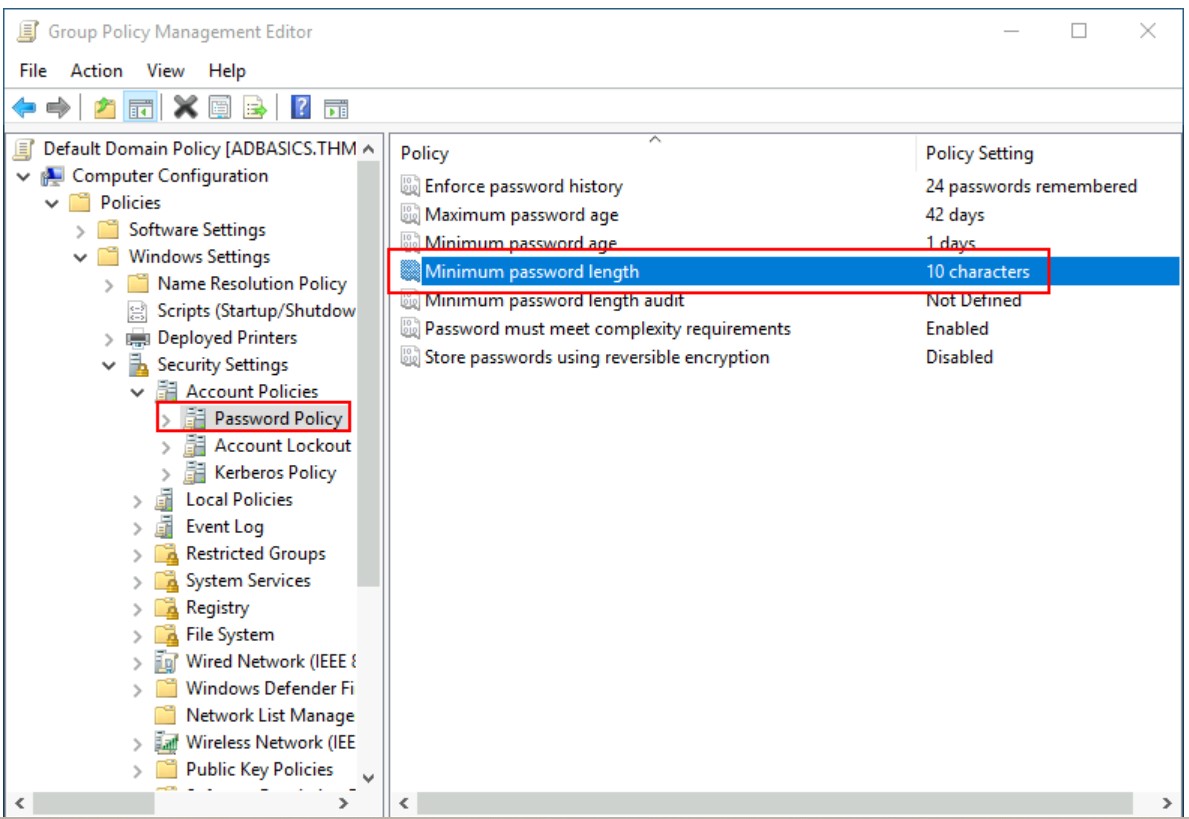 Group Policy Management Editor
File Action View Help
Default Domain Policy [ADBASICS.THM
Computer Configuration
Policies
Software Settings
Windows Settings
Name Resolution Policy
Scripts (Startup/Shutdow
Deployed Printers
Security Settings
Account Policies
Password Policy
Account Lockout
Kerberos Policy
Local Policies
Event Log
Restricted Groups
System Services
Registry
File System
Wired Network (IEEE 8
Windows Defender Fi
Network List Manage
Wireless Network (IEE
Public Key Policies
Policy Policy Setting
Enforce password history 24 passwords remembered
Maximum password age 42 days
Minimum password age 1 days
Minimum password length 10 characters
Minimum password length audit Not Defined
Password must meet complexity requirements Enabled
Store passwords using reversible encryption Disabled